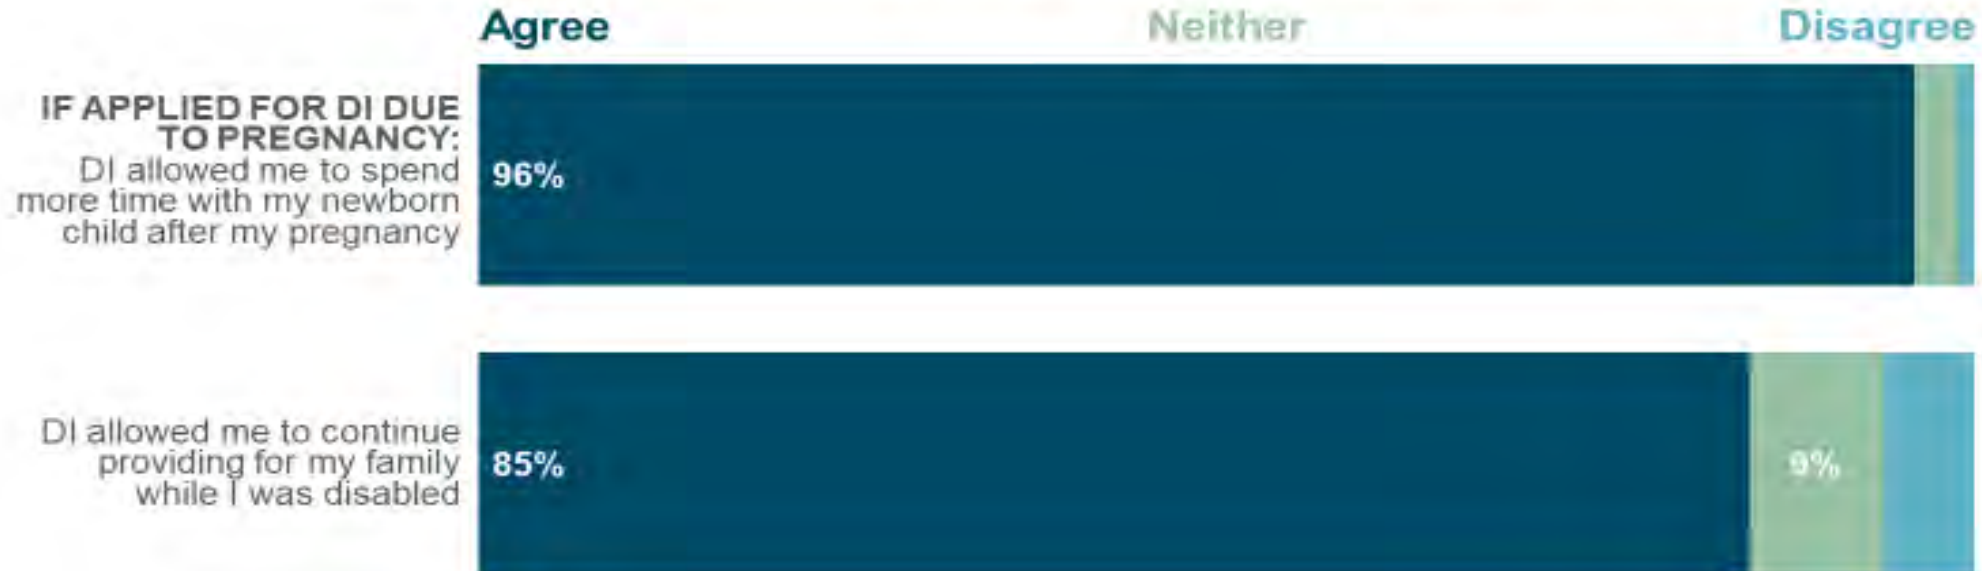 Agree Neither Disagree
IF APPLIED FOR DI DUE
TO PREGNANCY:
DI allowed me to spend
more time with my newborn
child after my pregnancy
96%
DI allowed me to continue
providing for my family
while I was disabled
85% 9%